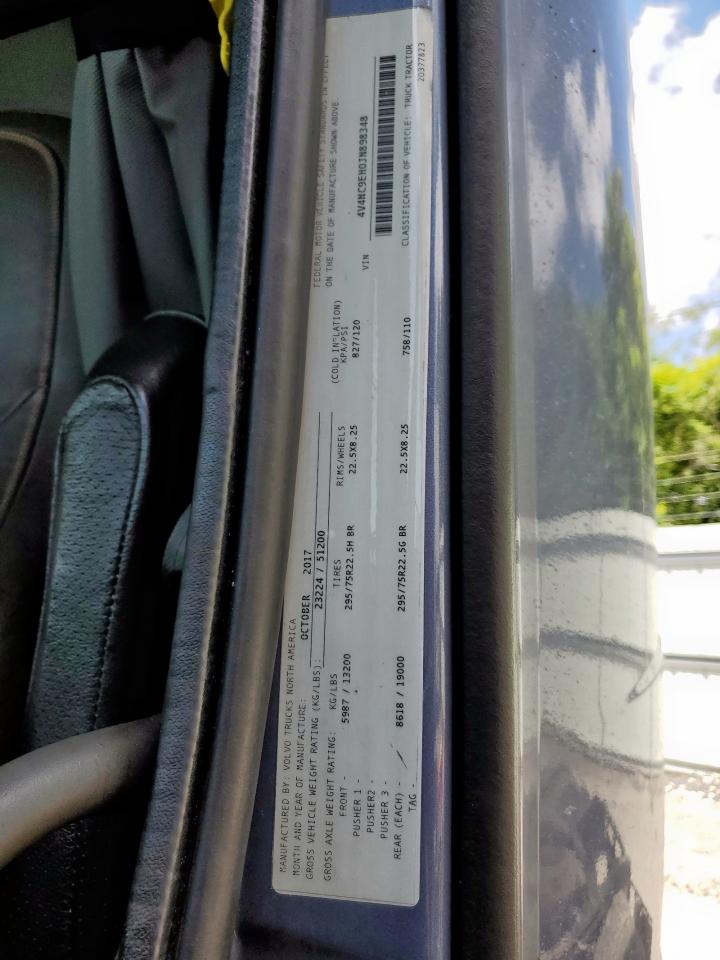 MANUFACTURED BY: VOLVO TRUCKS NORTH AMERICA
MONTH AND YEAR OF MANUFACTURE: OCTOBER 2017
GROSS VEHICLE WEIGHT RATING (KG/LBS): 23224 / 51200
GROSS AXLE WEIGHT RATING: KG/LBS TIRES RIMS/WHEELS (COLD INFLATION) KPA/PSI
FRONT - 5987 / 13200 295/75R22.5H BR 22.5X8.25 827/120
PUSHER 1 -
PUSHER2 -
PUSHER 3 -
REAR (EACH) - 8618 / 19000 295/75R22.5G BR 22.5X8.25 758/110
TAG -
FEDERAL MOTOR VEHICLE SAFETY STANDARDS IN EFFECT
ON THE DATE OF MANUFACTURE SHOWN ABOVE.
VIN 4V4NC9EH0JN898348
CLASSIFICATION OF VEHICLE: TRUCK TRACTOR
20377823